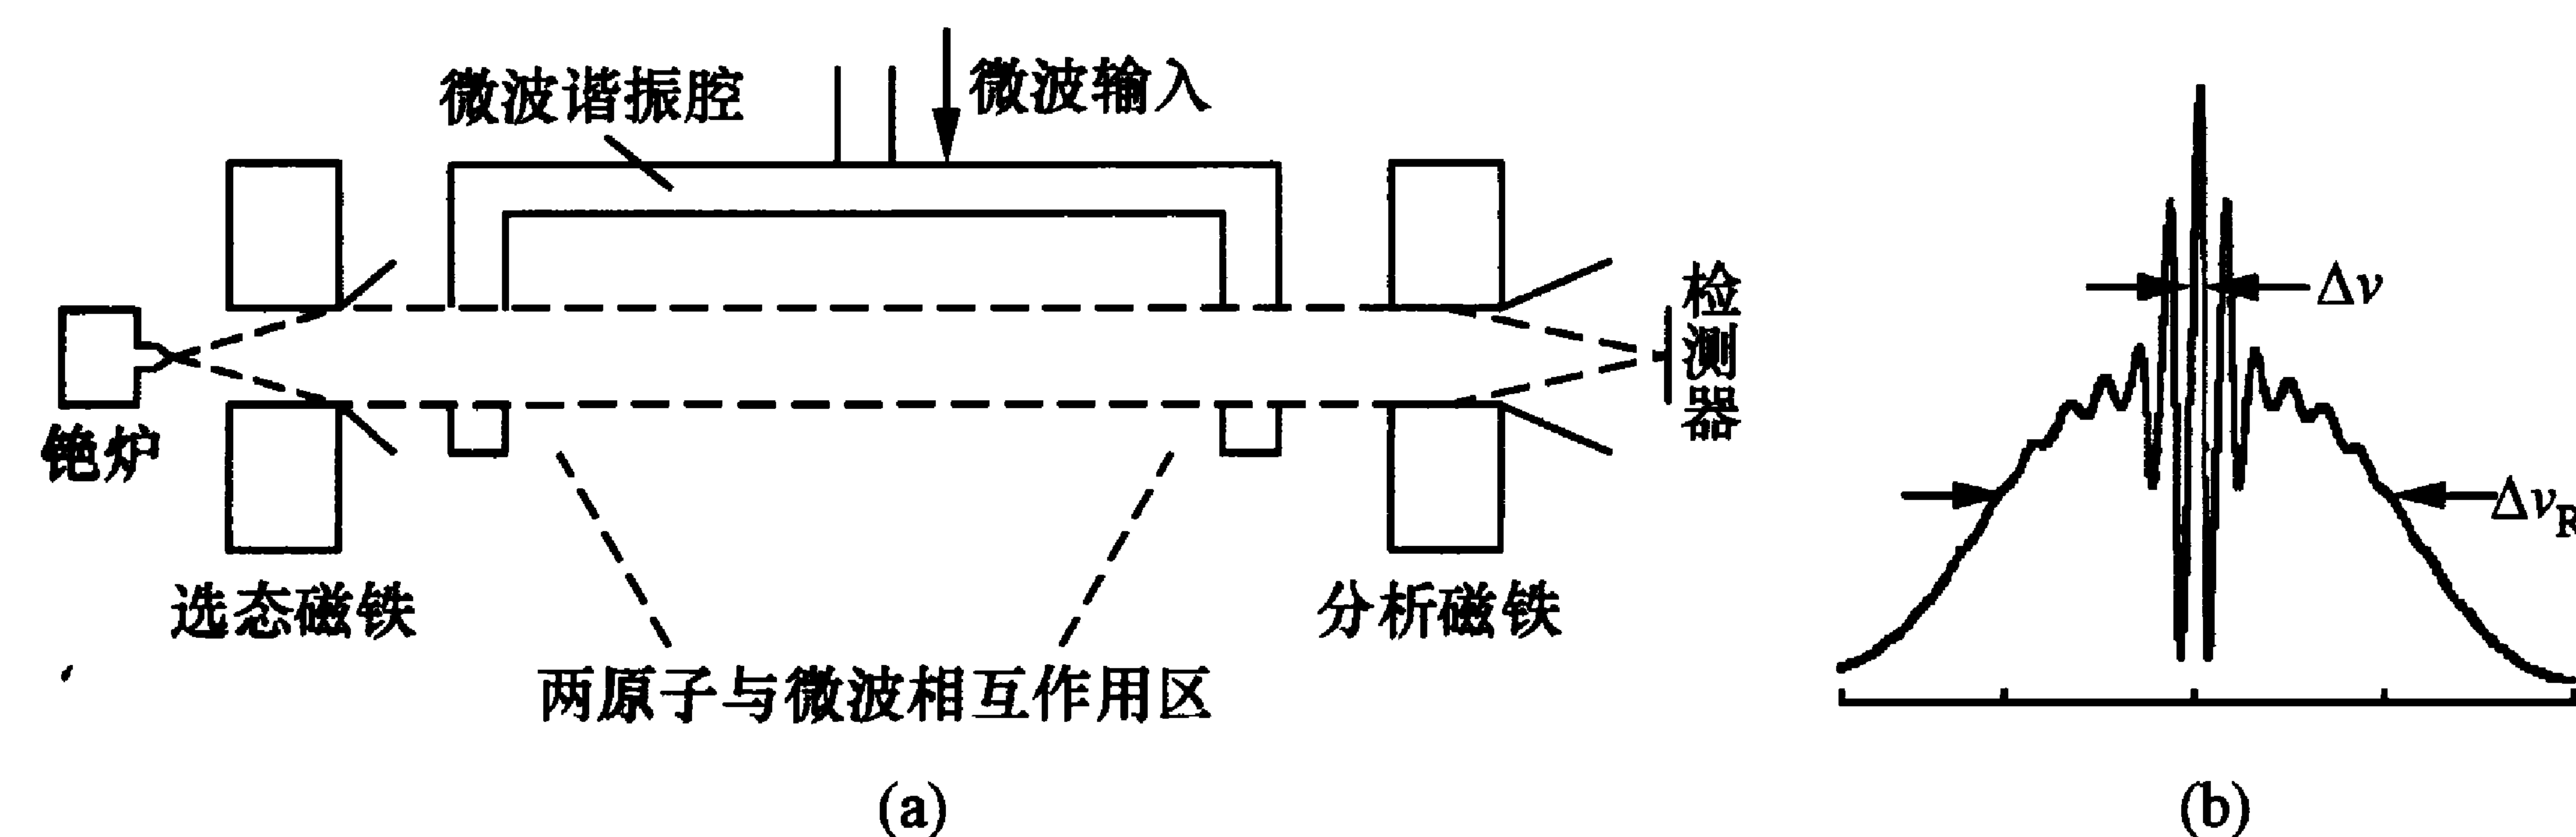 微波谐振腔
微波输入
铯炉
选态磁铁
分析磁铁
检测器
两原子与微波相互作用区
(a)
Δν
Δν_R
(b)